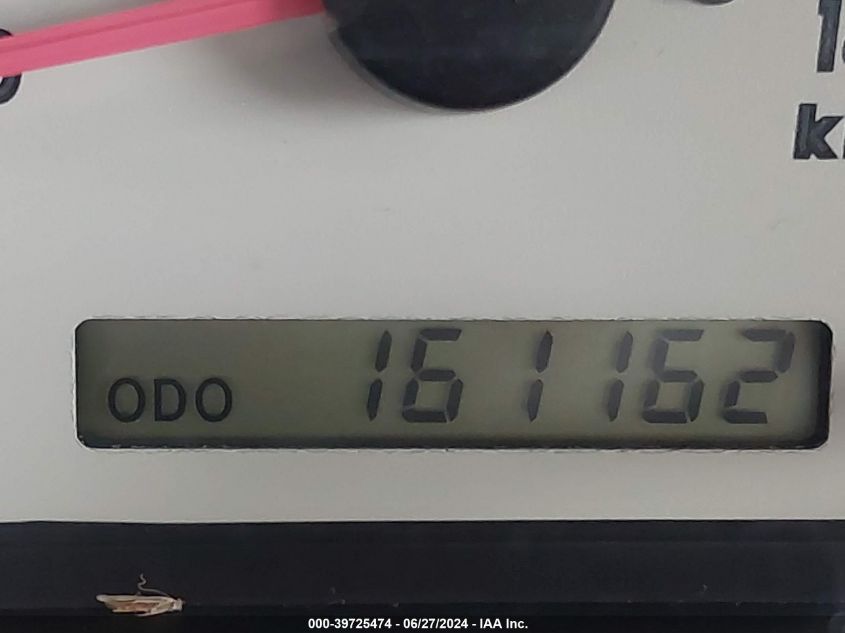 ODO 161162
000-39725474 - 06/27/2024 - IAA Inc.